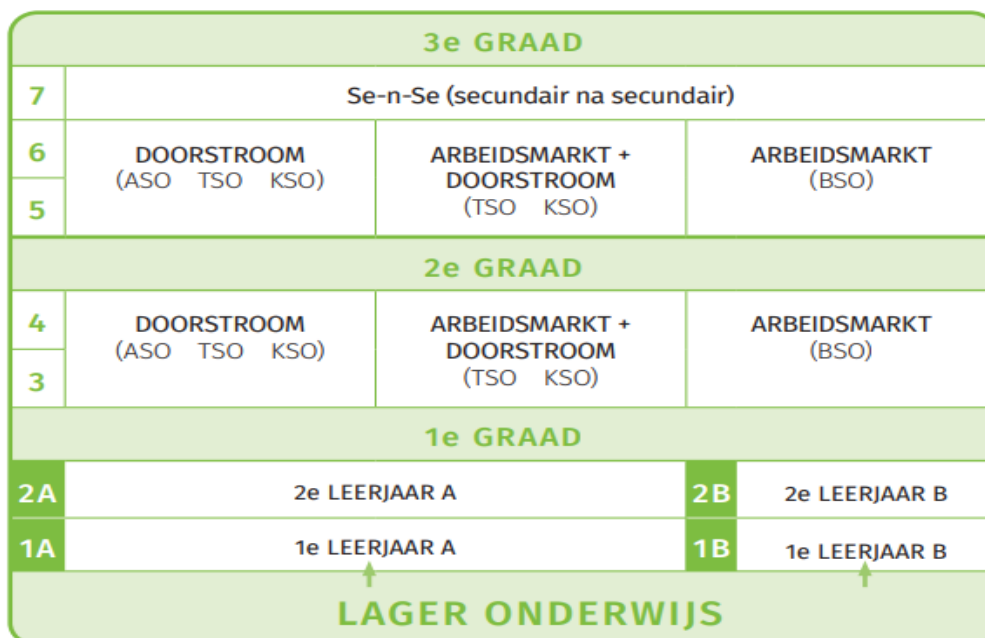 3e GRAAD
7 Se-n-Se (secundair na secundair)
6
5
DOORSTROOM
(ASO TSO KSO)
ARBEIDSMARKT +
DOORSTROOM
(TSO KSO)
ARBEIDSMARKT
(BSO)
2e GRAAD
4
3
DOORSTROOM
(ASO TSO KSO)
ARBEIDSMARKT +
DOORSTROOM
(TSO KSO)
ARBEIDSMARKT
(BSO)
1e GRAAD
2A 2e LEERJAAR A 2B 2e LEERJAAR B
1A 1e LEERJAAR A 1B 1e LEERJAAR B
LAGER ONDERWIJS